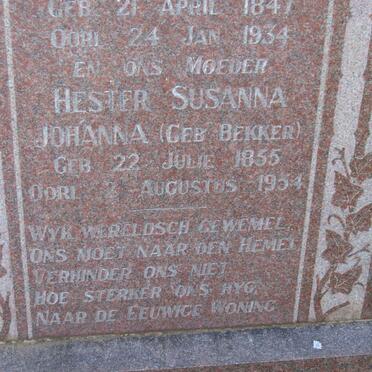 GEB 21 APRIL 1847
OORL 24 JAN 1934
EN ONS MOEDER
HESTER SUSANNA
JOHANNA (GEB BEKKER)
GEB 22 JULIE 1855
OORL 2 AUGUSTUS 1934
WYK WERELDSCH GEWEMEL
ONS MOET NAAR DEN HEMEL
VERHINDER ONS NIET
HOE STERKER ONS HYG
NAAR DE EEUWIGE WONING